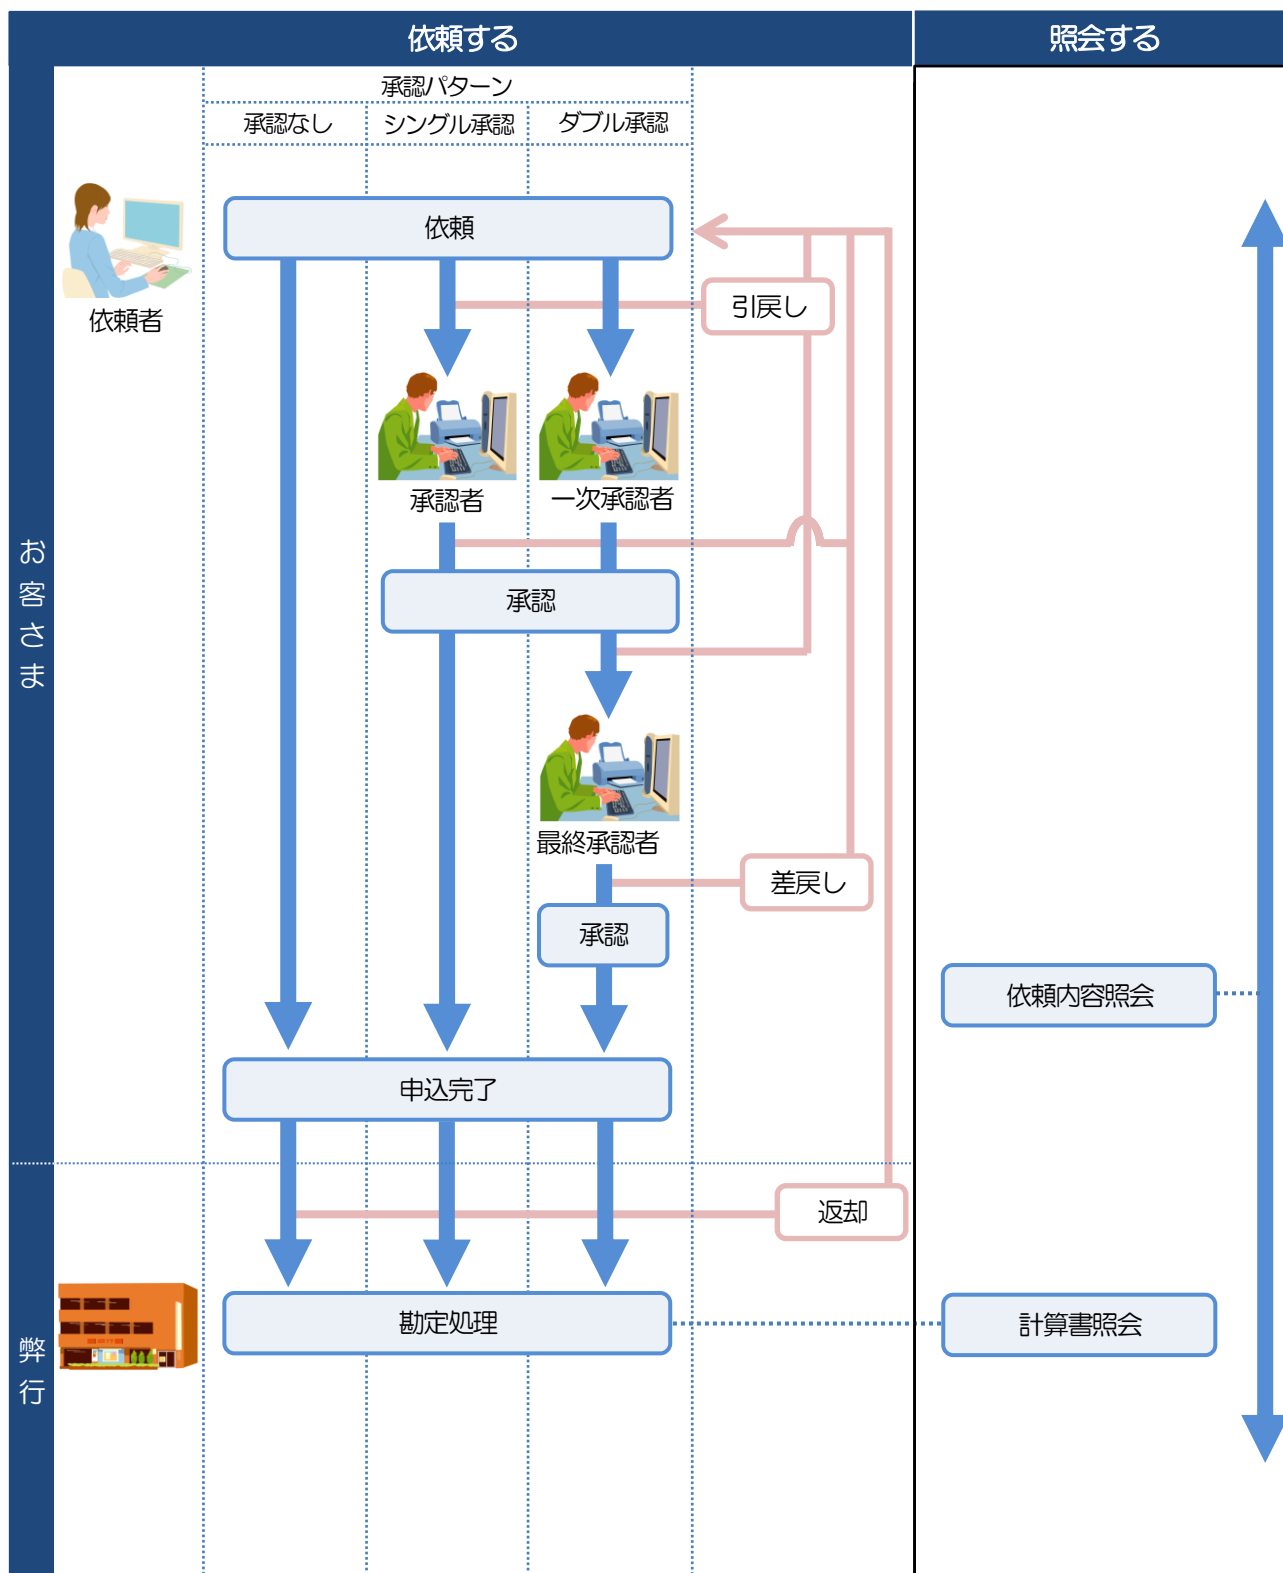 依頼する
照会する
承認パターン
承認なし
シングル承認
ダブル承認
依頼
依頼者
引戻し
承認者
一次承認者
お客さま
承認
最終承認者
差戻し
承認
依頼内容照会
申込完了
返却
勘定処理
計算書照会
弊行